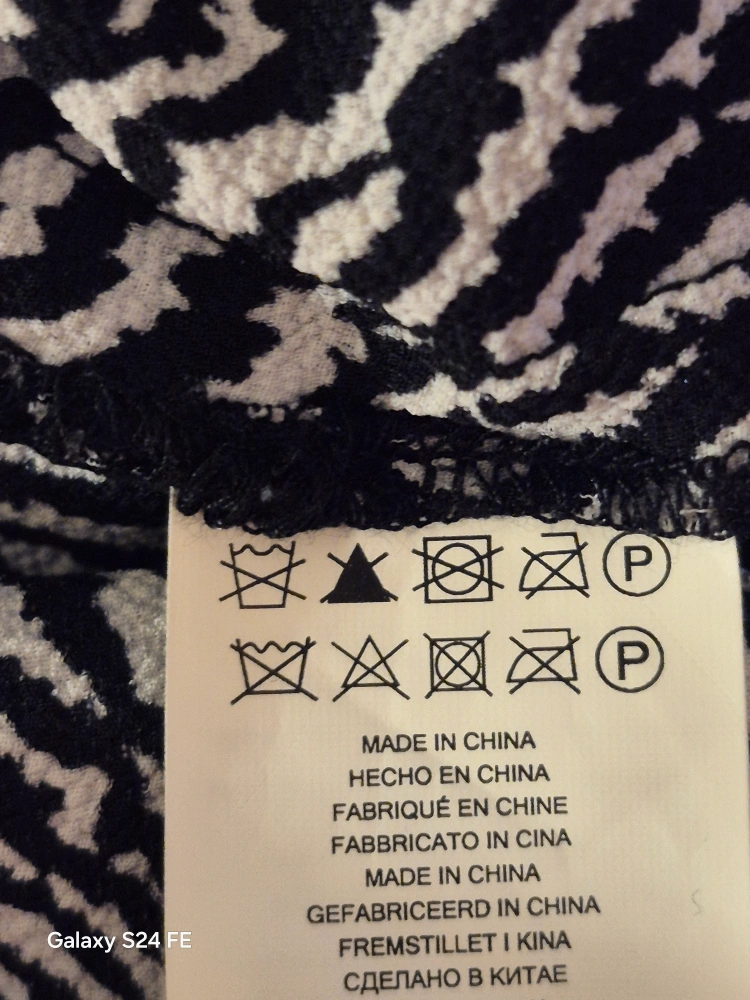 P
P
MADE IN CHINA
HECHO EN CHINA
FABRIQUÉ EN CHINE
FABBRICATO IN CINA
MADE IN CHINA
GEFABRICEERD IN CHINA
FREMSTILLET I KINA
СДЕЛАНО В КИТАЕ
Galaxy S24 FE